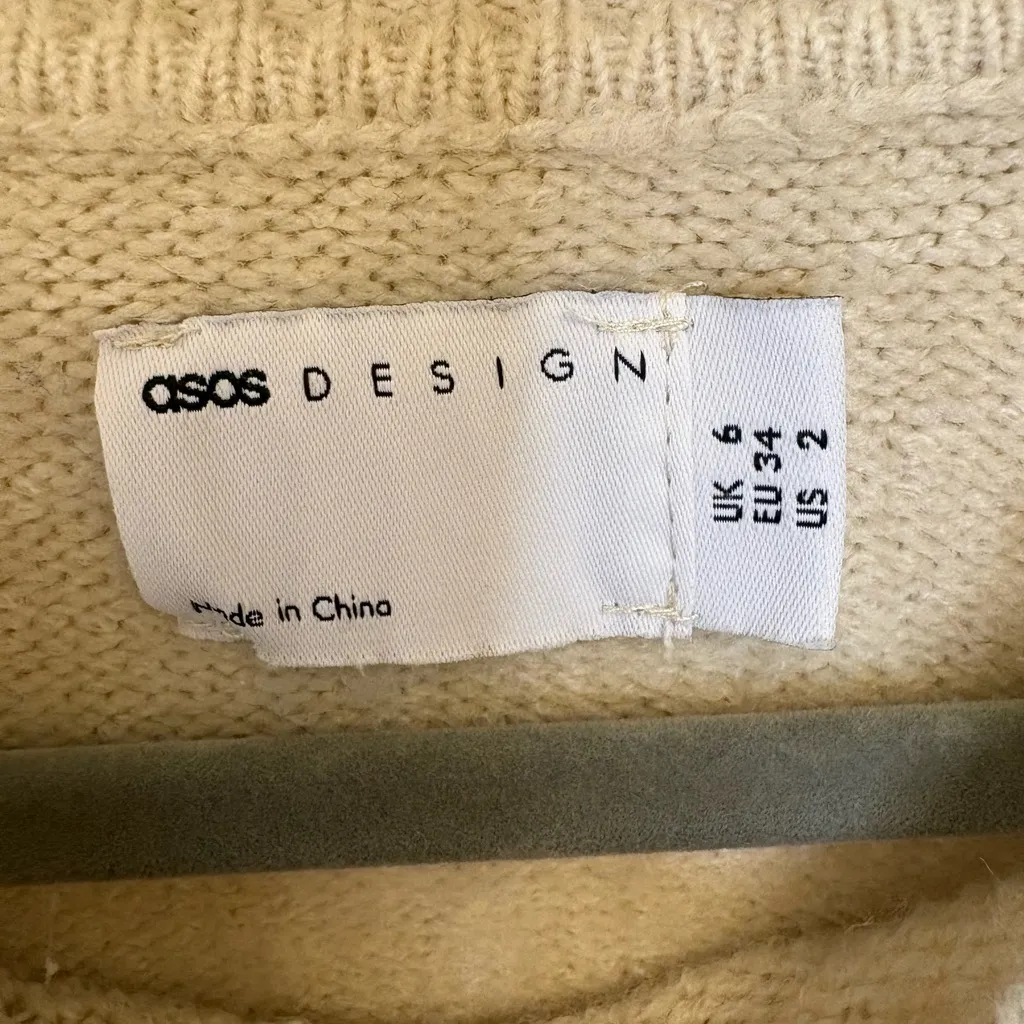 asos DESIGN
Made in China
UK 6
EU 34
US 2